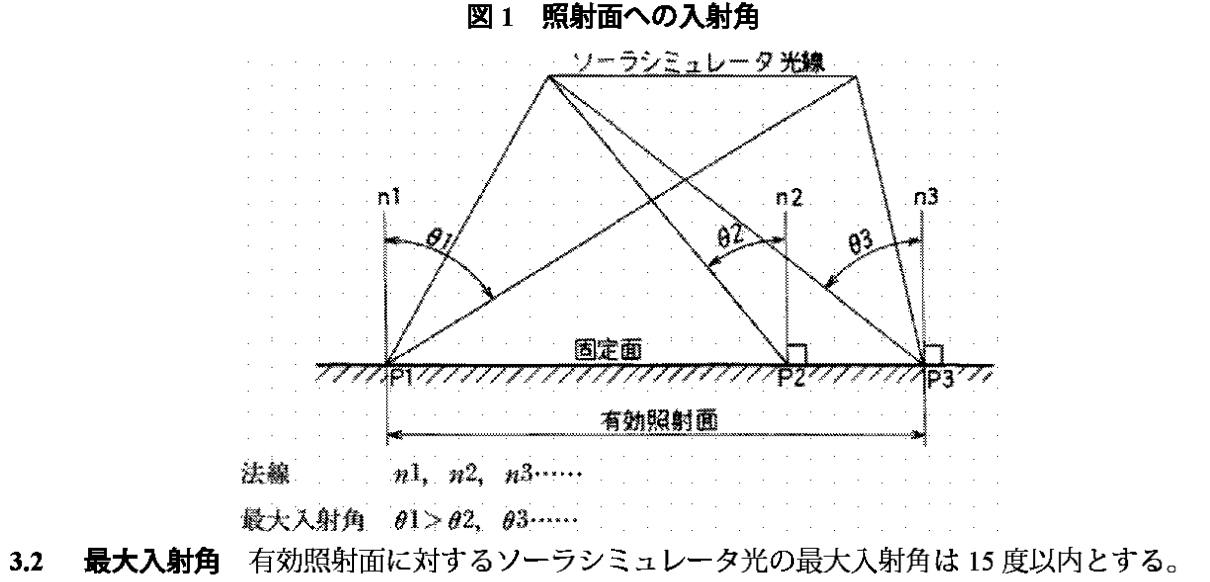 図1 照射面への入射角
ソーラシミュレータ光線
n1 n2 n3
θ1 θ2 θ3
固定面
P1 P2 P3
有効照射面
法線 n1, n2, n3……
最大入射角 θ1>θ2, θ3……
3.2 最大入射角 有効照射面に対するソーラシミュレータ光の最大入射角は15度以内とする。